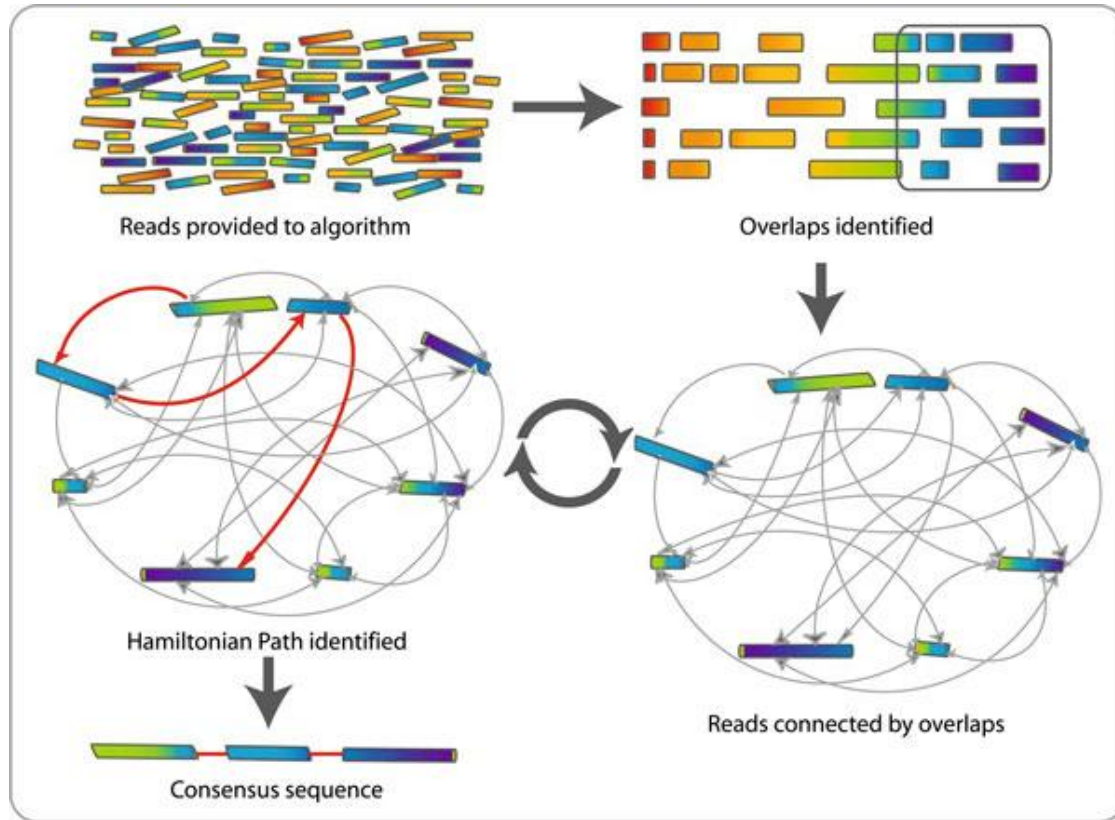 Reads provided to algorithm
Overlaps identified
Hamiltonian Path identified
Reads connected by overlaps
Consensus sequence